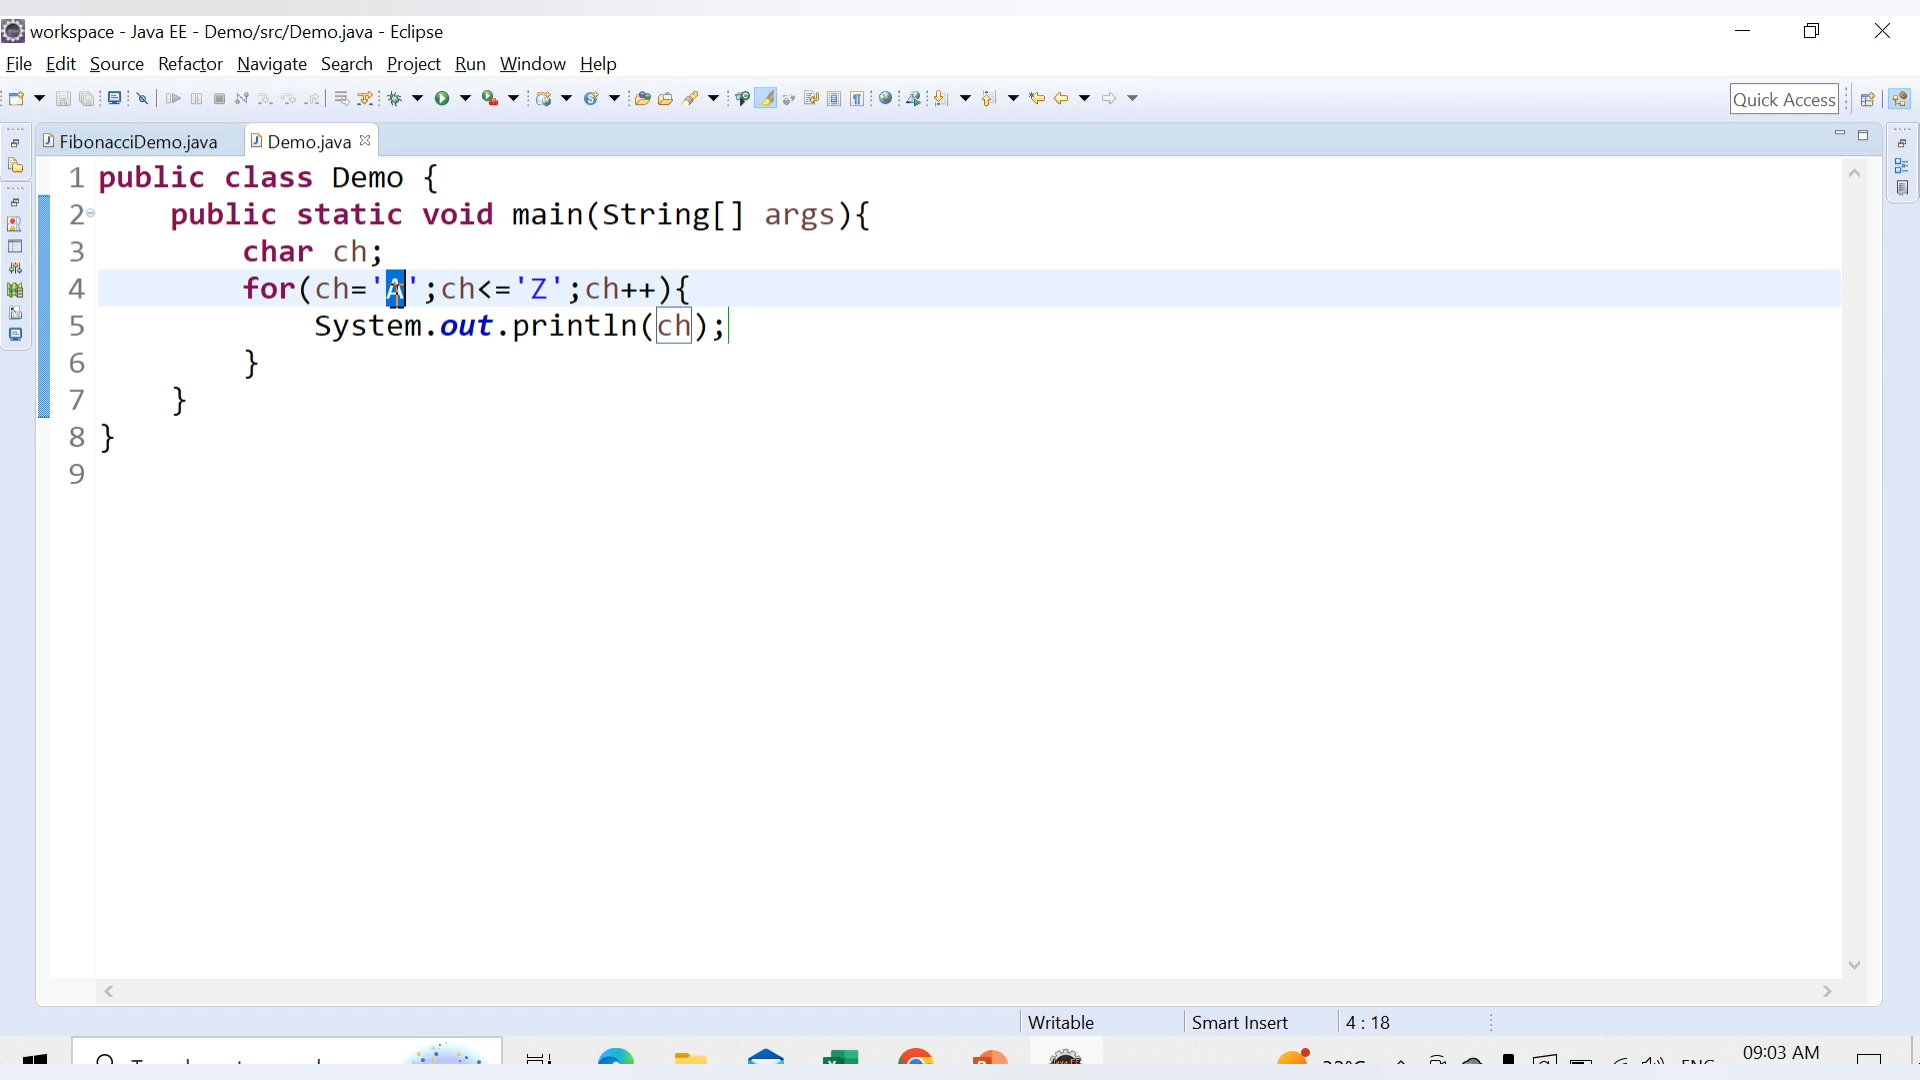 workspace - Java EE - Demo/src/Demo.java - Eclipse
File Edit Source Refactor Navigate Search Project Run Window Help
Quick Access
FibonacciDemo.java Demo.java
1 public class Demo {
2 public static void main(String[] args){
3 char ch;
4 for(ch='A';ch<='Z';ch++){
5 System.out.println(ch);
6 }
7 }
8 }
9
Writable Smart Insert 4 : 18
09:03 AM